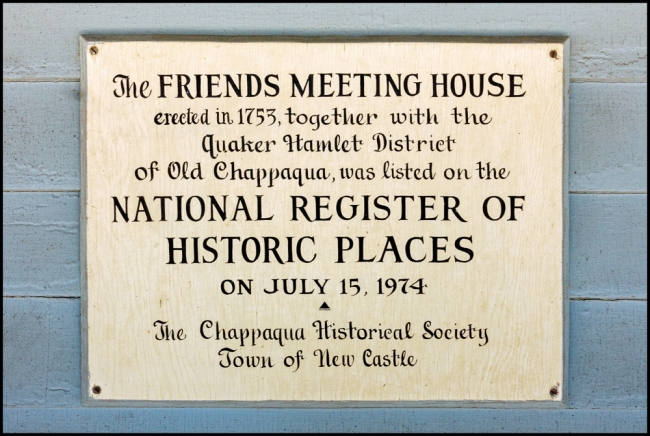 The FRIENDS MEETING HOUSE
erected in 1753, together with the
Quaker Hamlet District
of Old Chappaqua, was listed on the
NATIONAL REGISTER OF
HISTORIC PLACES
ON JULY 15, 1974
The Chappaqua Historical Society
Town of New Castle